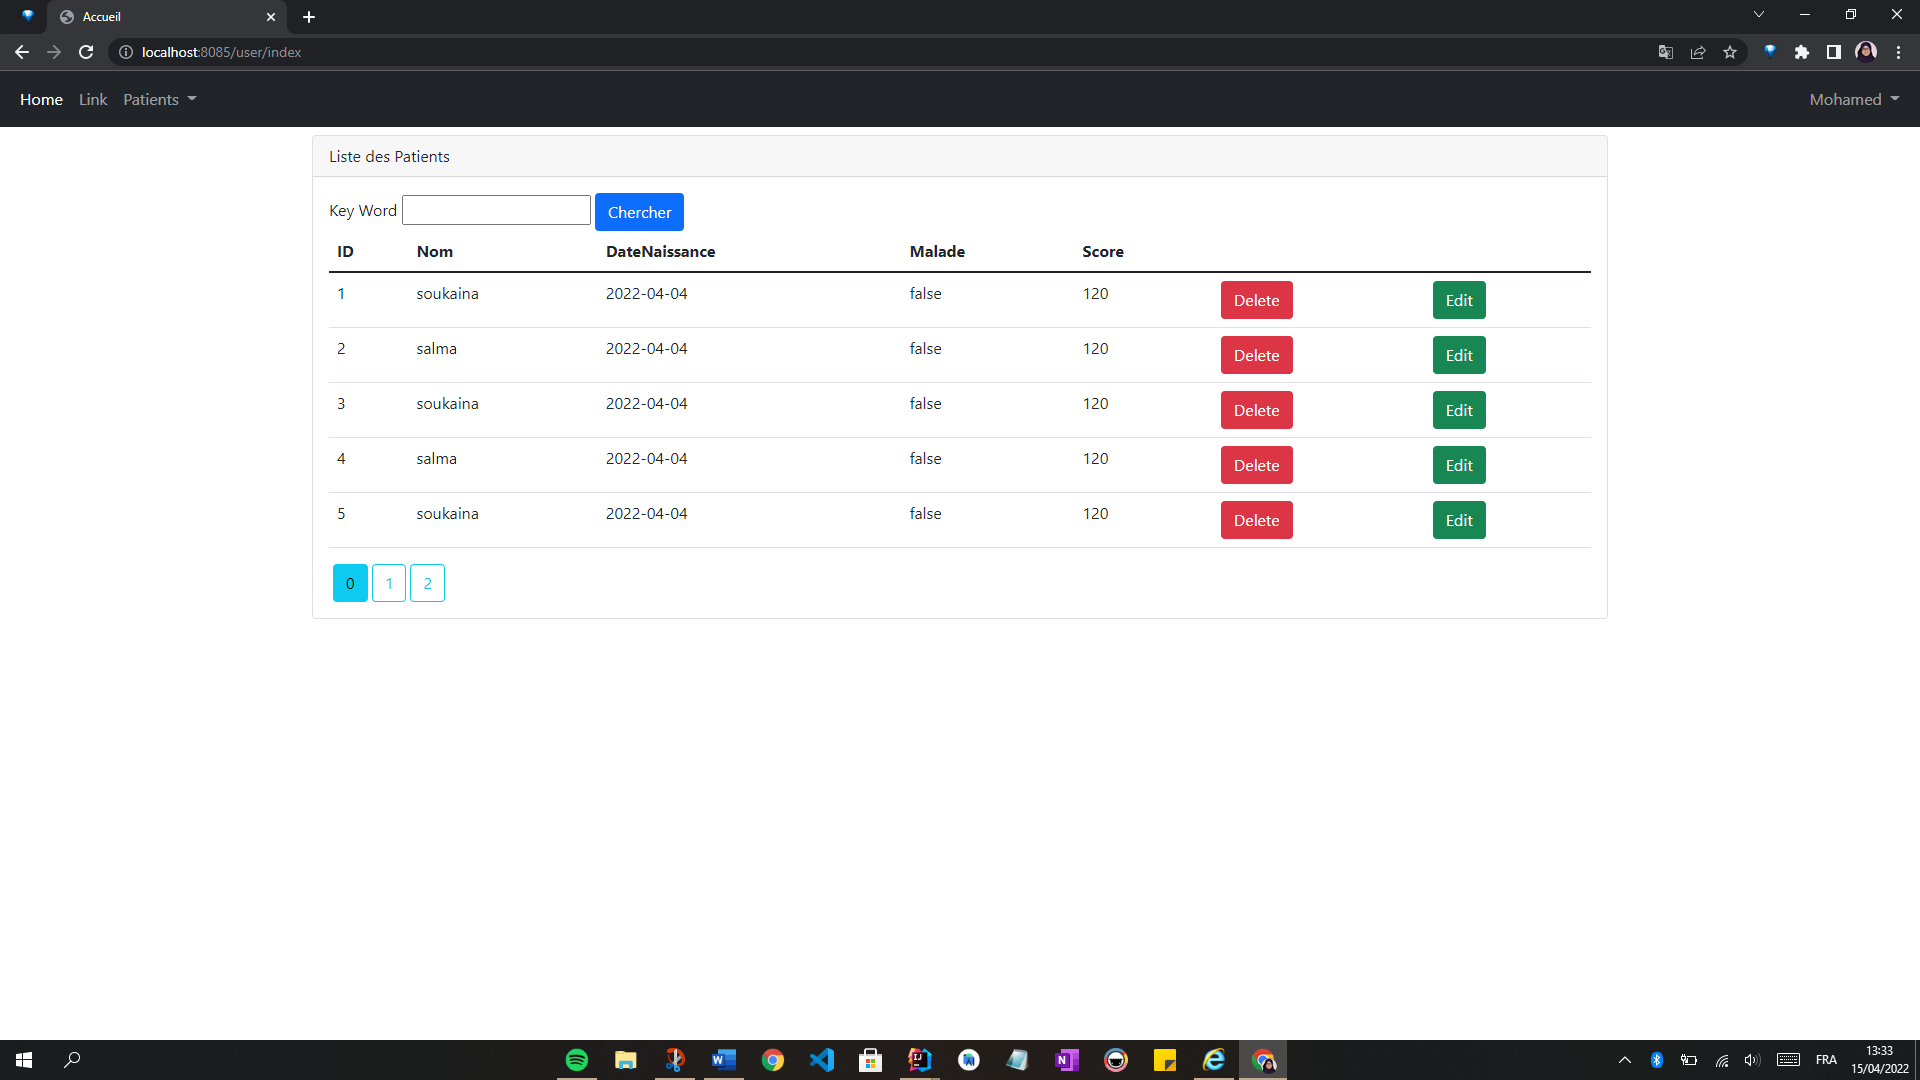 Accueil
localhost:8085/user/index
Home Link Patients Mohamed
Liste des Patients
Key Word Chercher
ID Nom DateNaissance Malade Score
1 soukaina 2022-04-04 false 120 Delete Edit
2 salma 2022-04-04 false 120 Delete Edit
3 soukaina 2022-04-04 false 120 Delete Edit
4 salma 2022-04-04 false 120 Delete Edit
5 soukaina 2022-04-04 false 120 Delete Edit
0 1 2
FRA
13:33
15/04/2022